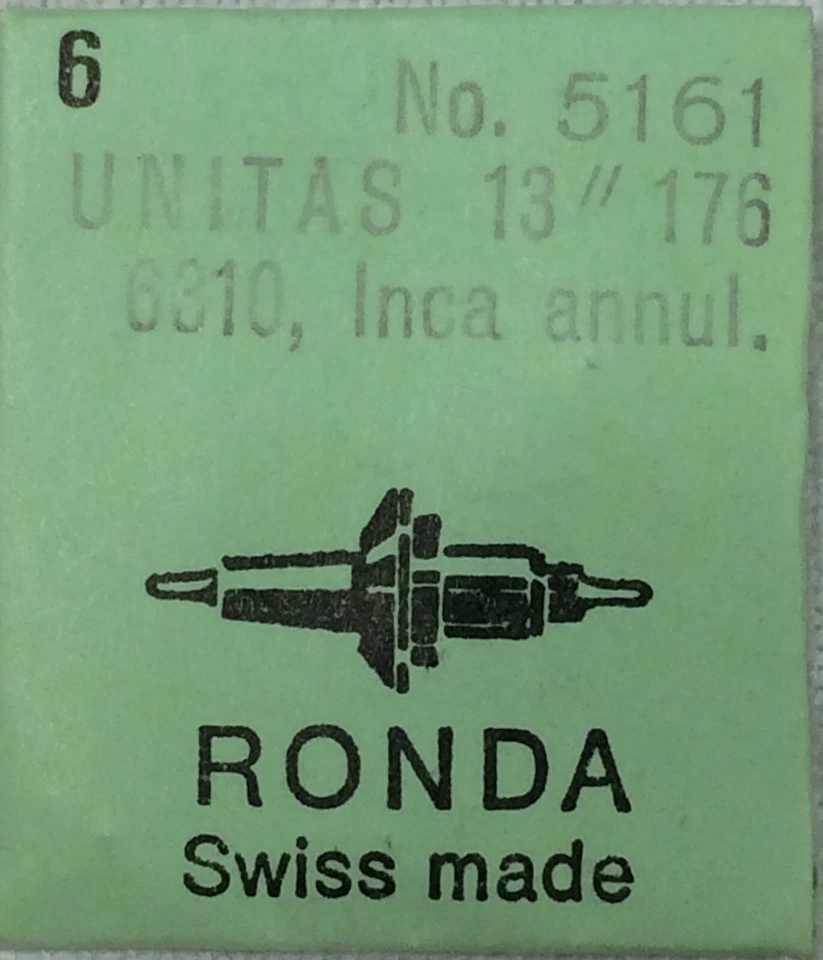 6
No. 5161
UNITAS 13″ 176
6310, Inca annul.
RONDA
Swiss made